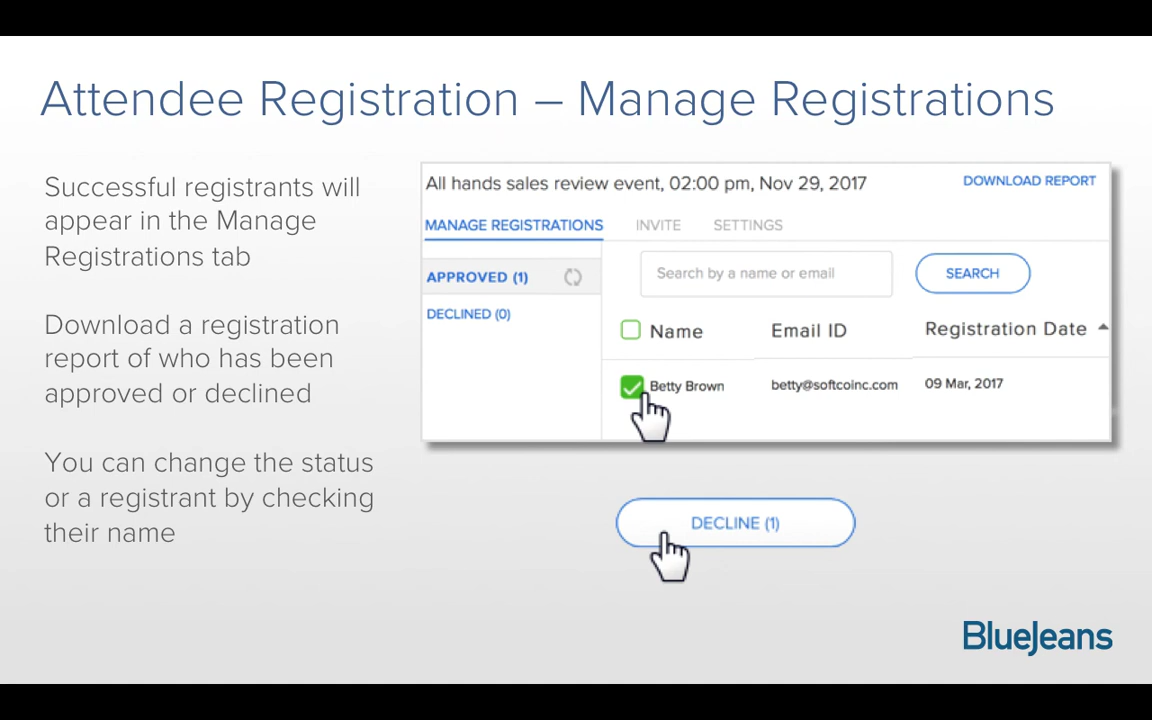 Attendee Registration – Manage Registrations
Successful registrants will
appear in the Manage
Registrations tab
Download a registration
report of who has been
approved or declined
You can change the status
or a registrant by checking
their name
All hands sales review event, 02:00 pm, Nov 29, 2017
DOWNLOAD REPORT
MANAGE REGISTRATIONS INVITE SETTINGS
APPROVED (1)
DECLINED (0)
Search by a name or email SEARCH
Name Email ID Registration Date
Betty Brown betty@softcoinc.com 09 Mar, 2017
DECLINE (1)
BlueJeans